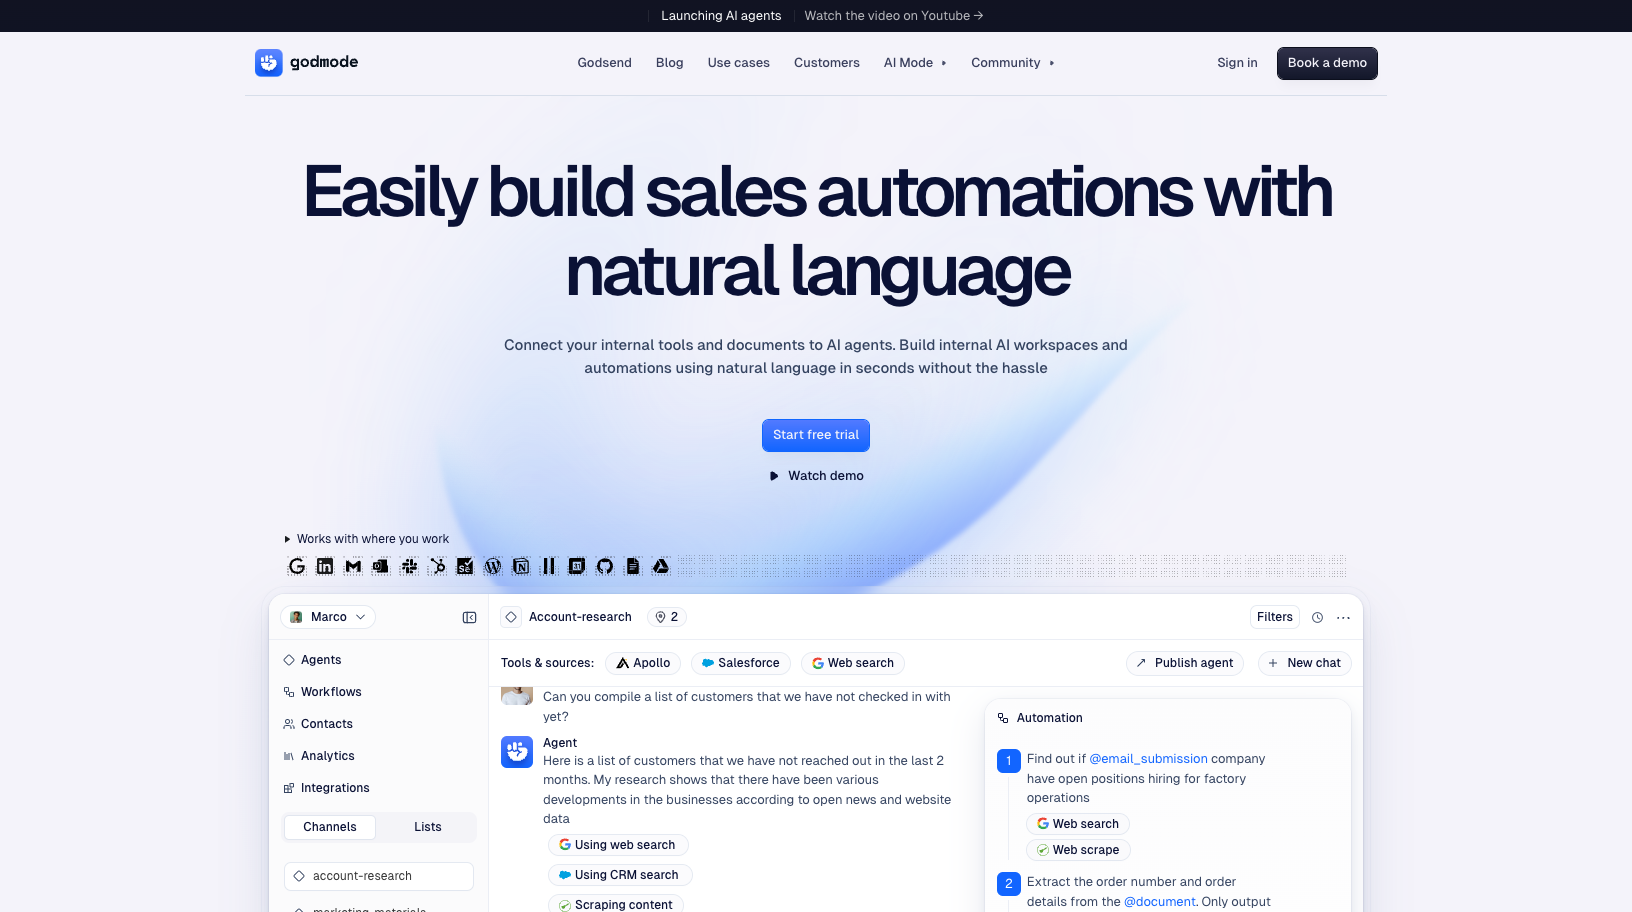 Launching AI agents
Watch the video on Youtube →
godmode
Godsend
Blog
Use cases
Customers
AI Mode
Community
Sign in
Book a demo
Easily build sales automations with
natural language
Connect your internal tools and documents to AI agents. Build internal AI workspaces and
automations using natural language in seconds without the hassle
Start free trial
Watch demo
Works with where you work
Marco
Account-research
2
Filters
Agents
Workflows
Contacts
Analytics
Integrations
Channels
Lists
account-research
Tools & sources:
Apollo
Salesforce
Web search
Publish agent
New chat
Can you compile a list of customers that we have not checked in with
yet?
Agent
Here is a list of customers that we have not reached out in the last 2
months. My research shows that there have been various
developments in the businesses according to open news and website
data
Using web search
Using CRM search
Scraping content
Automation
1
Find out if @email_submission company
have open positions hiring for factory
operations
Web search
Web scrape
2
Extract the order number and order
details from the @document. Only output